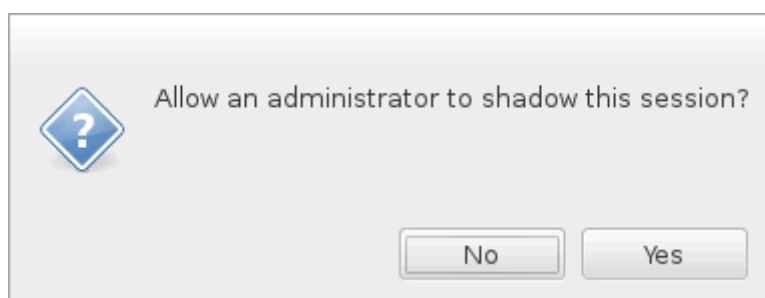 Allow an administrator to shadow this session?
?
No Yes